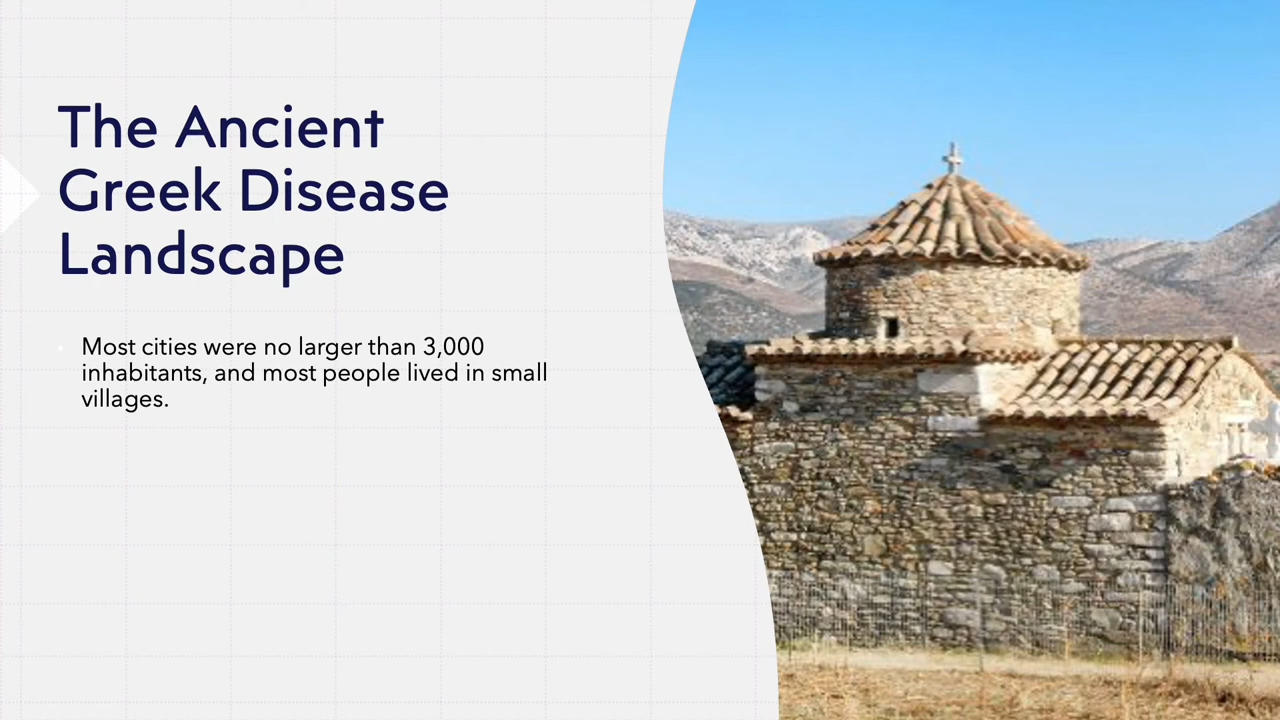 The Ancient
Greek Disease
Landscape
Most cities were no larger than 3,000
inhabitants, and most people lived in small
villages.